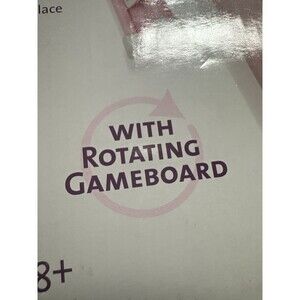 lace
WITH
ROTATING
GAMEBOARD
8+